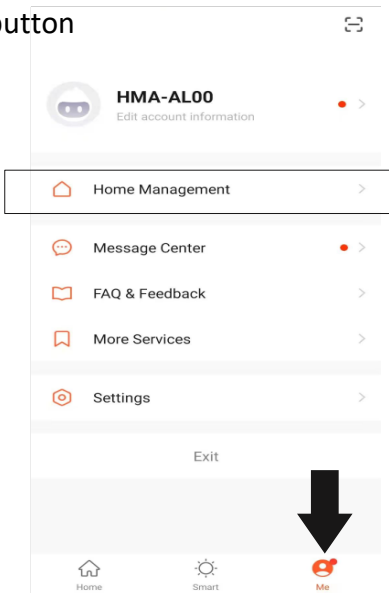 button
HMA-AL00
Edit account information
Home Management
Message Center
FAQ & Feedback
More Services
Settings
Exit
Home Smart Me